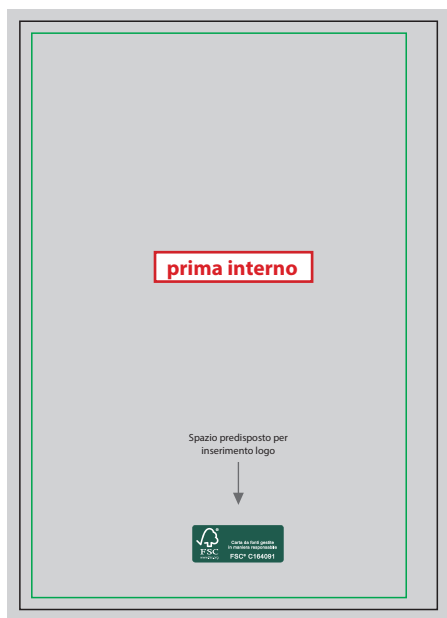 prima interno
Spazio predisposto per
inserimento logo
®
FSC
Carta da fonti gestite
in maniera responsabile
FSC® C164091